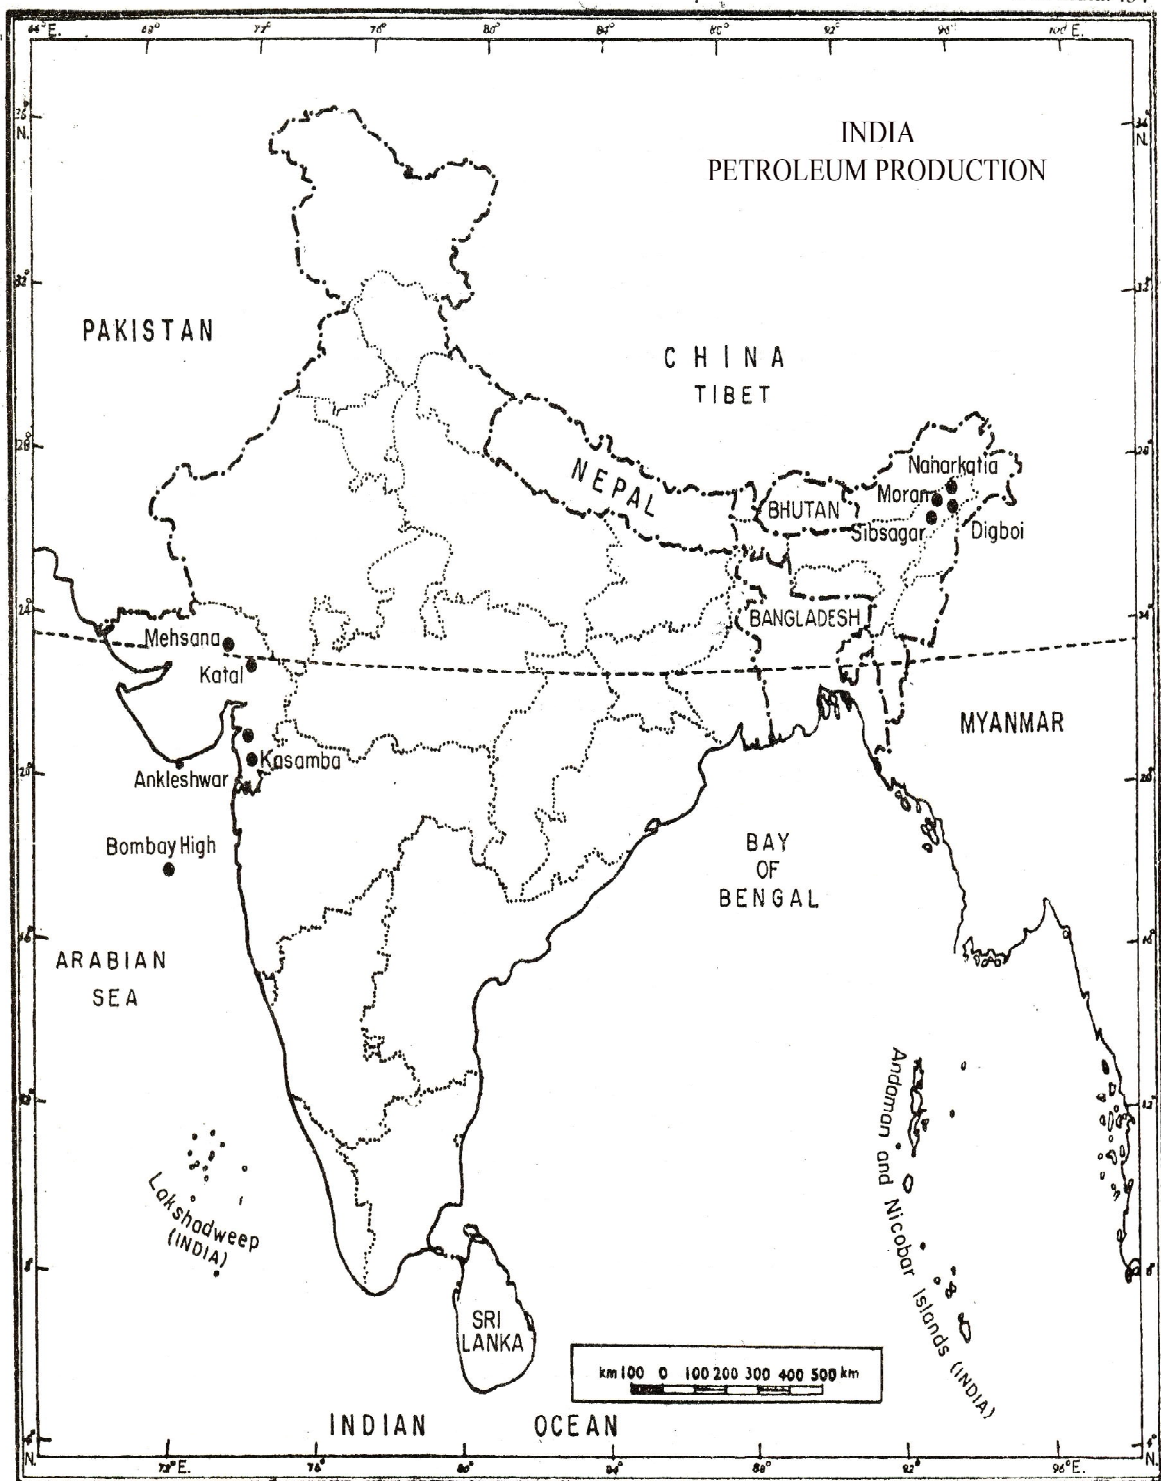 INDIA
PETROLEUM PRODUCTION
PAKISTAN
CHINA
TIBET
NEPAL
BHUTAN
Naharkatia
Moran
Sibsagar
Digboi
BANGLADESH
Mehsana
Katal
MYANMAR
Kasamba
Ankleshwar
Bombay High
BAY
OF
BENGAL
ARABIAN
SEA
Lakshadweep
(INDIA)
Andaman and Nicobar Islands (INDIA)
SRI
LANKA
km 100 0 100 200 300 400 500 km
INDIAN OCEAN